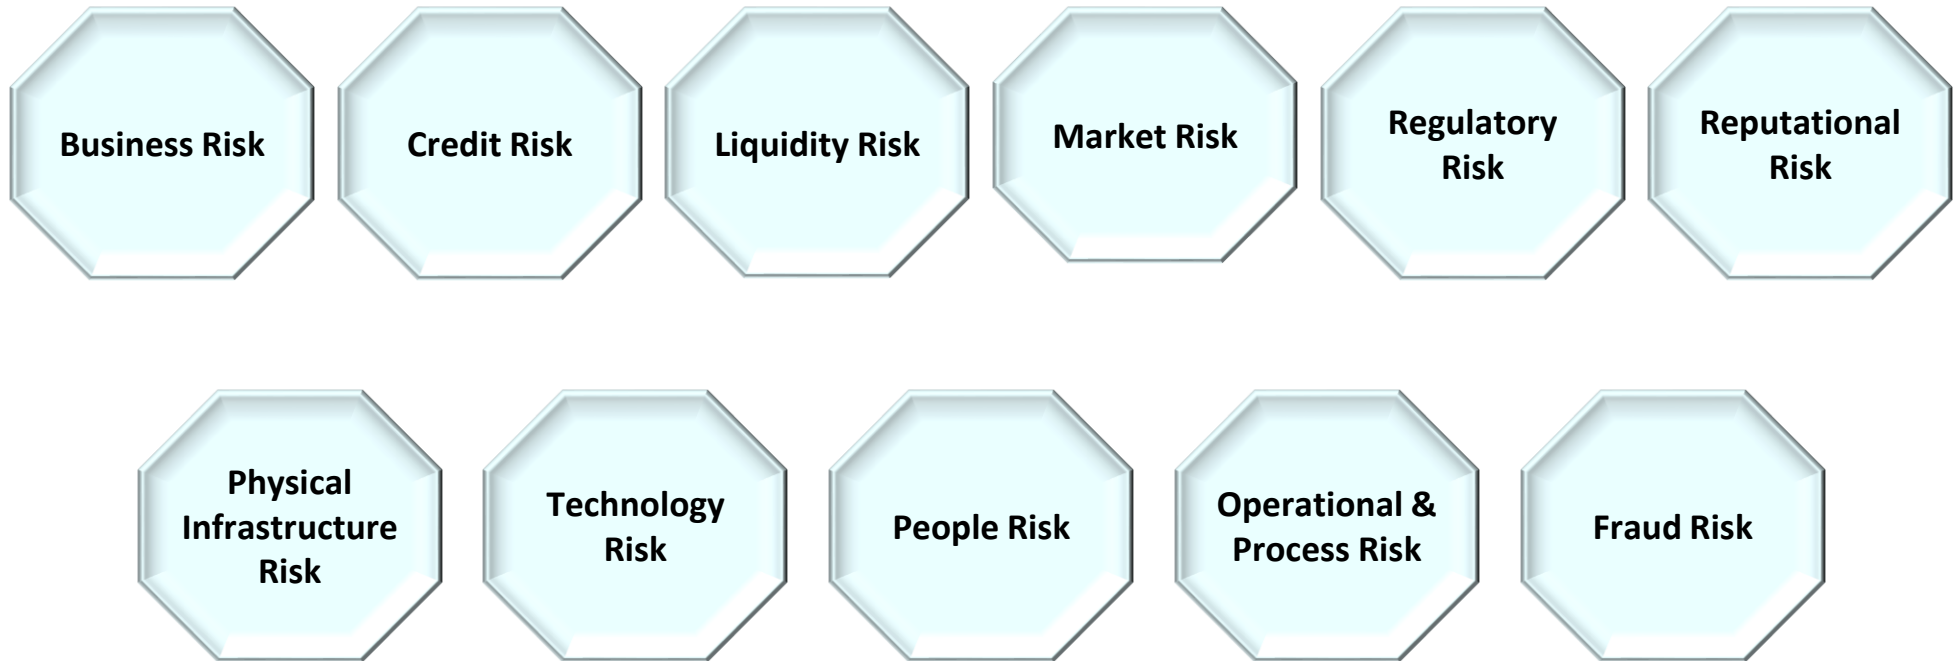 Business Risk
Credit Risk
Liquidity Risk
Market Risk
Regulatory
Risk
Reputational
Risk
Physical
Infrastructure
Risk
Technology
Risk
People Risk
Operational &
Process Risk
Fraud Risk